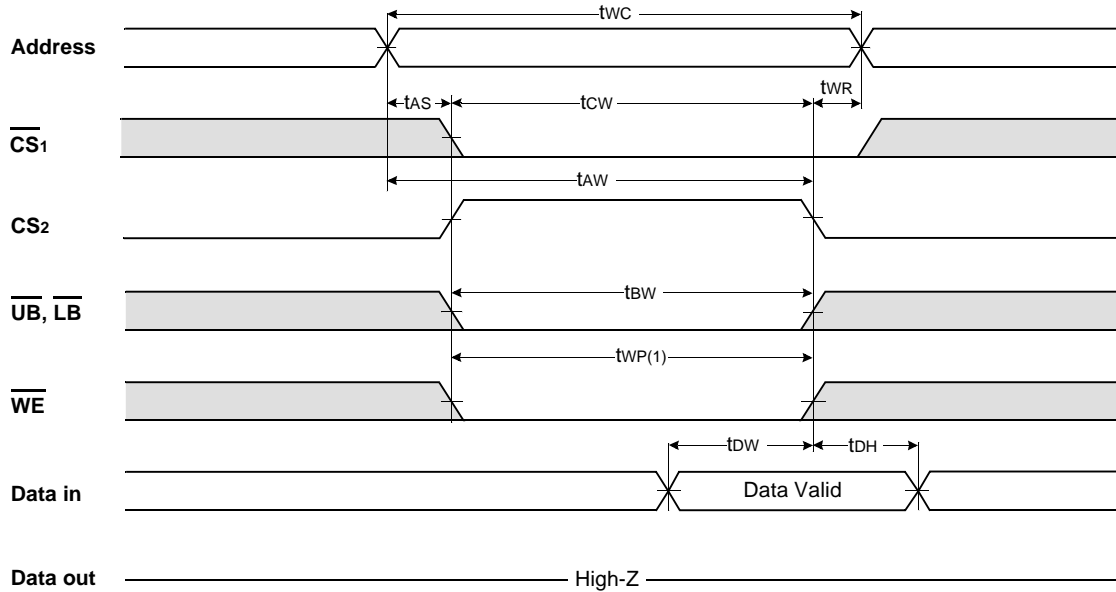 tWC
Address
tAS
tCW
tWR
CS1
tAW
CS2
tBW
UB, LB
tWP(1)
WE
tDW
tDH
Data in
Data Valid
Data out
High-Z